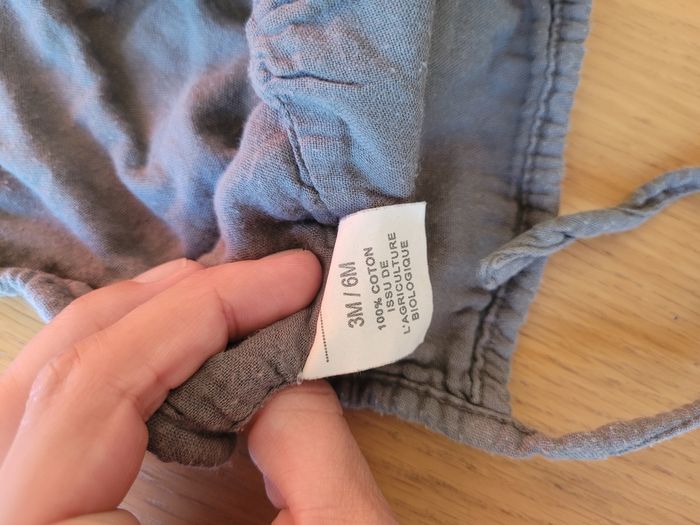 3M / 6M
100% COTON
ISSU DE
L'AGRICULTURE
BIOLOGIQUE